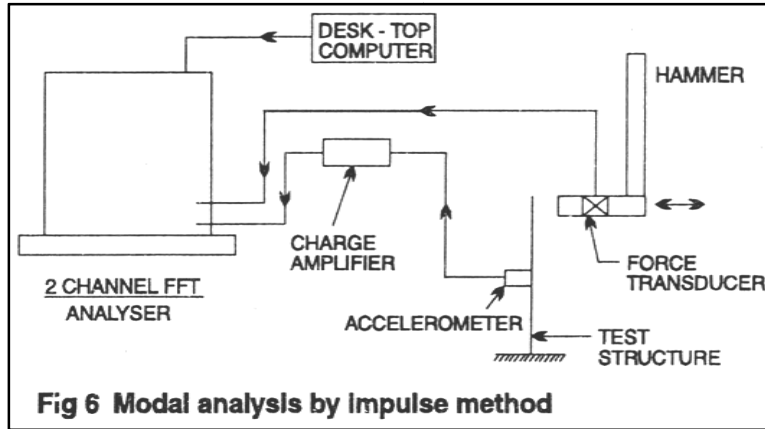 DESK - TOP
COMPUTER
HAMMER
CHARGE
AMPLIFIER
FORCE
TRANSDUCER
2 CHANNEL FFT
ANALYSER
ACCELEROMETER
TEST
STRUCTURE
Fig 6 Modal analysis by impulse method